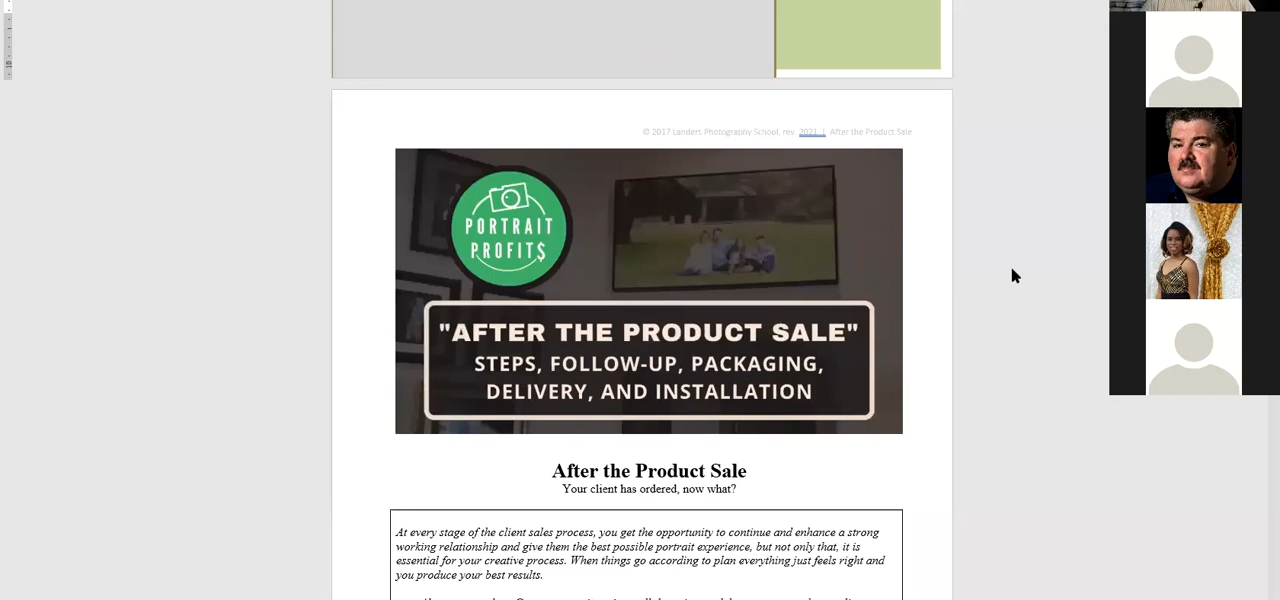 © 2017 Landers Photography School, rev. 2021 | After the Product Sale
PORTRAIT
PROFIT$
"AFTER THE PRODUCT SALE"
STEPS, FOLLOW-UP, PACKAGING,
DELIVERY, AND INSTALLATION
After the Product Sale
Your client has ordered, now what?
At every stage of the client sales process, you get the opportunity to continue and enhance a strong
working relationship and give them the best possible portrait experience, but not only that, it is
essential for your creative process. When things go according to plan everything just feels right and
you produce your best results.